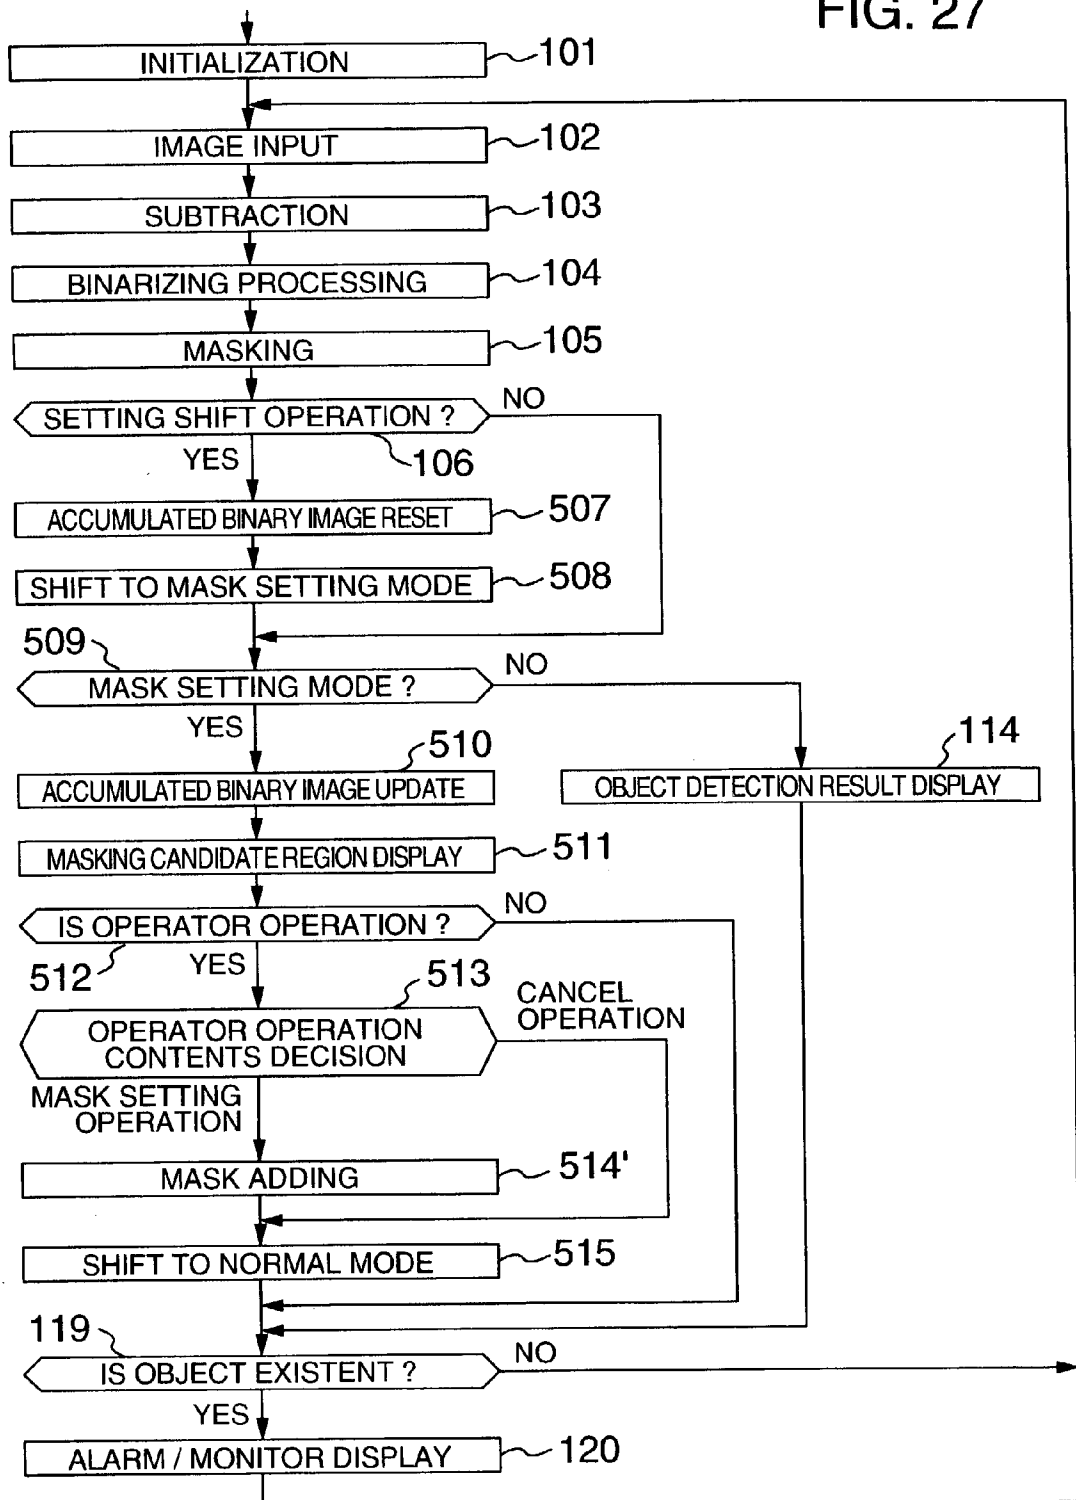 FIG. 27
INITIALIZATION
101
IMAGE INPUT
102
SUBTRACTION
103
BINARIZING PROCESSING
104
MASKING
105
SETTING SHIFT OPERATION ?
NO
YES
106
ACCUMULATED BINARY IMAGE RESET
507
SHIFT TO MASK SETTING MODE
508
509
MASK SETTING MODE ?
NO
YES
510
114
ACCUMULATED BINARY IMAGE UPDATE
OBJECT DETECTION RESULT DISPLAY
MASKING CANDIDATE REGION DISPLAY
511
IS OPERATOR OPERATION ?
NO
512
YES
513
CANCEL
OPERATION
OPERATOR OPERATION
CONTENTS DECISION
MASK SETTING
OPERATION
MASK ADDING
514'
SHIFT TO NORMAL MODE
515
119
IS OBJECT EXISTENT ?
NO
YES
ALARM / MONITOR DISPLAY
120